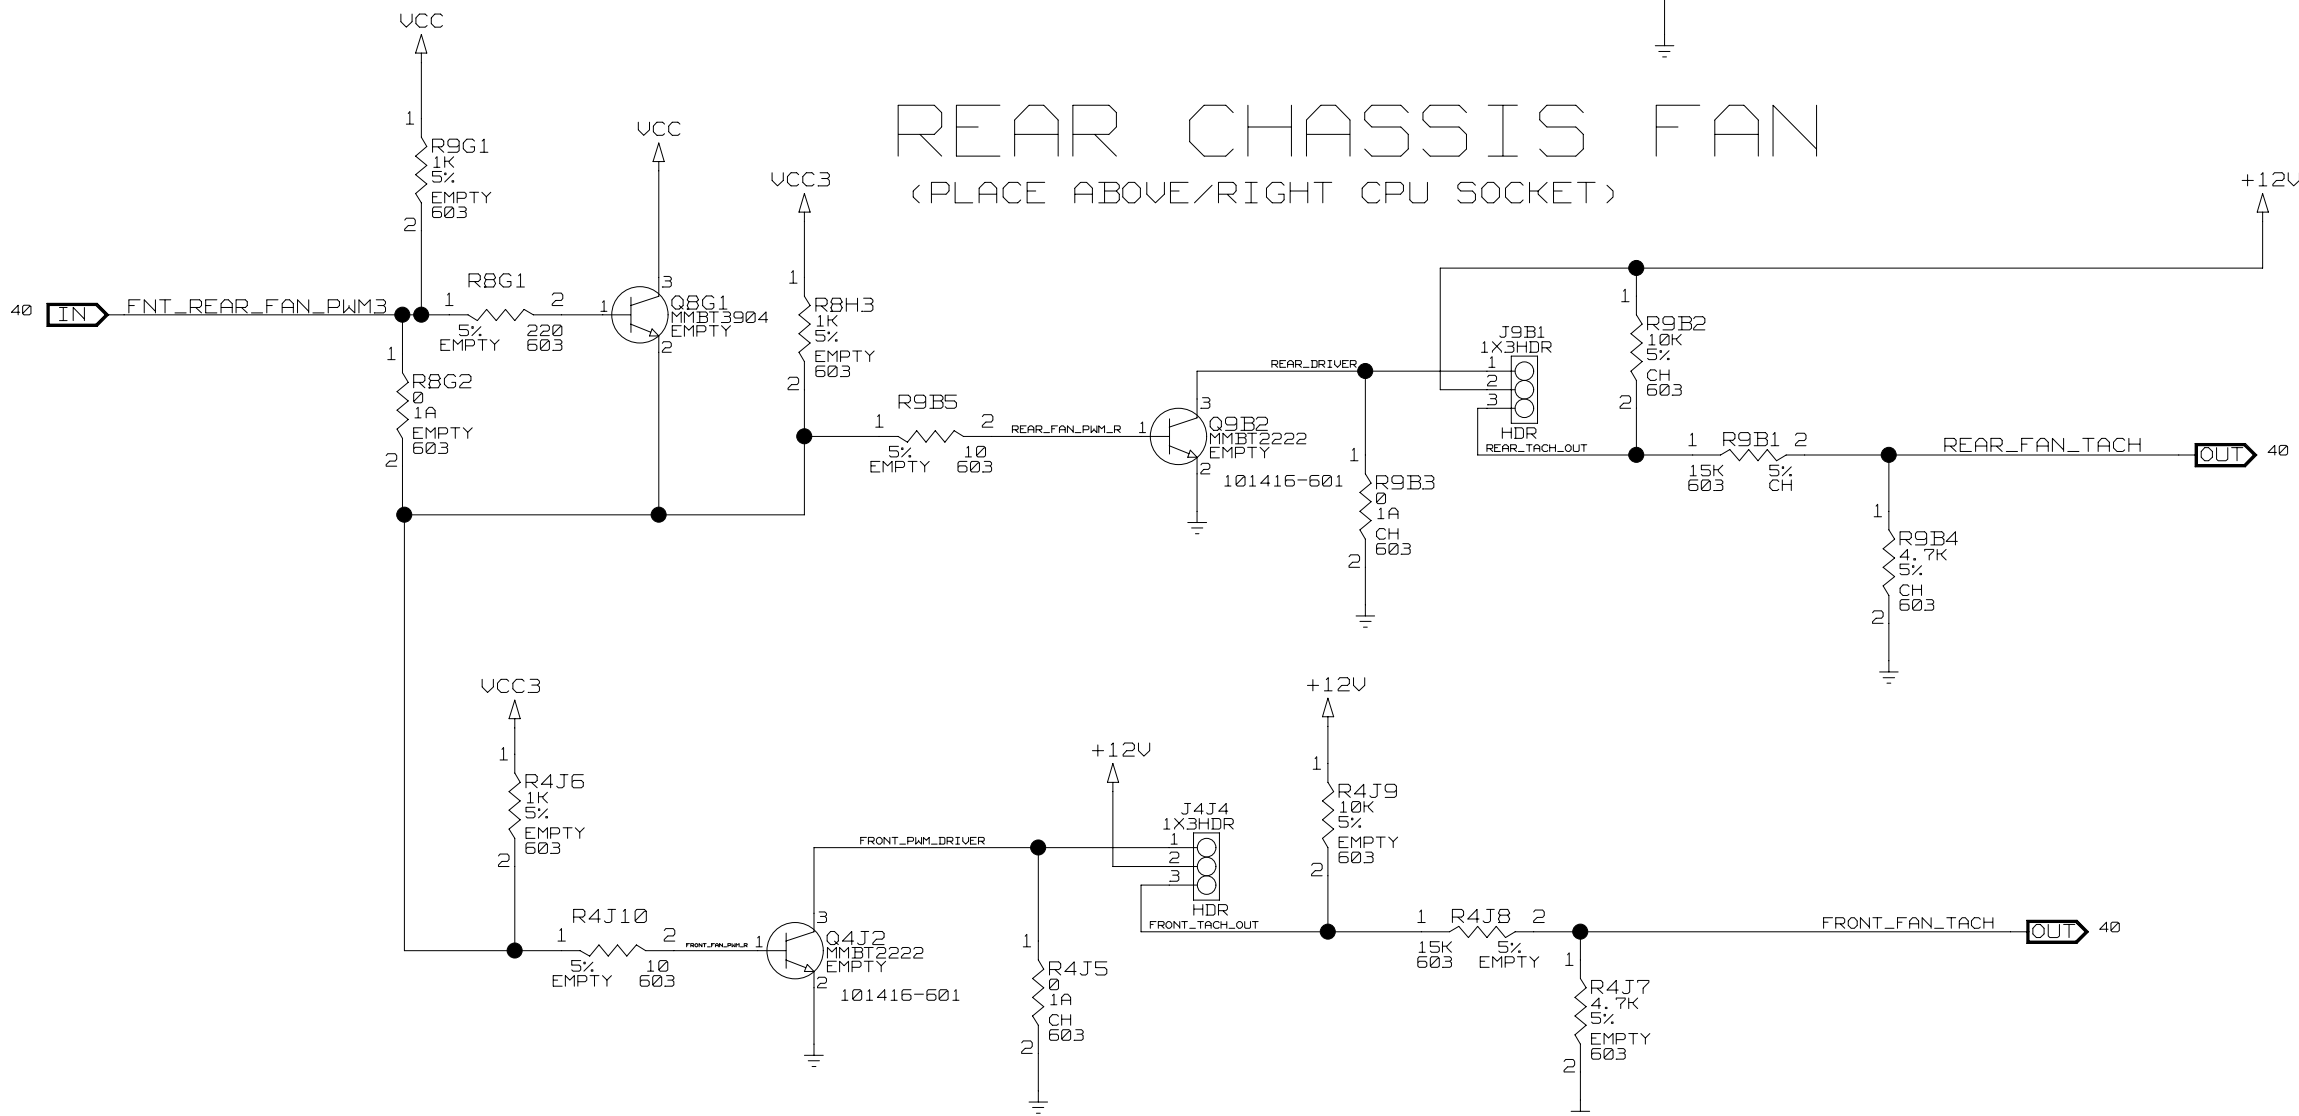 VCC
REAR CHASSIS FAN
(PLACE ABOVE/RIGHT CPU SOCKET)
1
R9G1
1K
5%
EMPTY
603
2
VCC
VCC3
+12V
40
IN
FNT_REAR_FAN_PWM3
R8G1
1
2
5%
EMPTY
220
603
1
3
Q8G1
MMBT3904
EMPTY
2
1
R8G2
0
1A
EMPTY
603
2
1
R8H3
1K
5%
EMPTY
603
2
R9B5
1
2
5%
EMPTY
10
603
REAR_FAN_PWM_R
1
3
Q9B2
MMBT2222
EMPTY
2
101416-601
REAR_DRIVER
1
R9B3
0
1A
CH
603
2
J9B1
1X3HDR
1
2
3
HDR
REAR_TACH_OUT
1
R9B2
10K
5%
CH
603
2
1
R9B1
2
15K
603
5%
CH
REAR_FAN_TACH
OUT
40
1
R9B4
4.7K
5%
CH
603
2
VCC3
1
R4J6
1K
5%
EMPTY
603
2
R4J10
1
2
5%
EMPTY
10
603
FRONT_FAN_PWM_R
1
3
Q4J2
MMBT2222
EMPTY
2
101416-601
FRONT_PWM_DRIVER
1
R4J5
0
1A
CH
603
2
+12V
J4J4
1X3HDR
1
2
3
HDR
FRONT_TACH_OUT
+12V
1
R4J9
10K
5%
EMPTY
603
2
1
R4J8
2
15K
603
5%
EMPTY
FRONT_FAN_TACH
OUT
40
1
R4J7
4.7K
5%
EMPTY
603
2